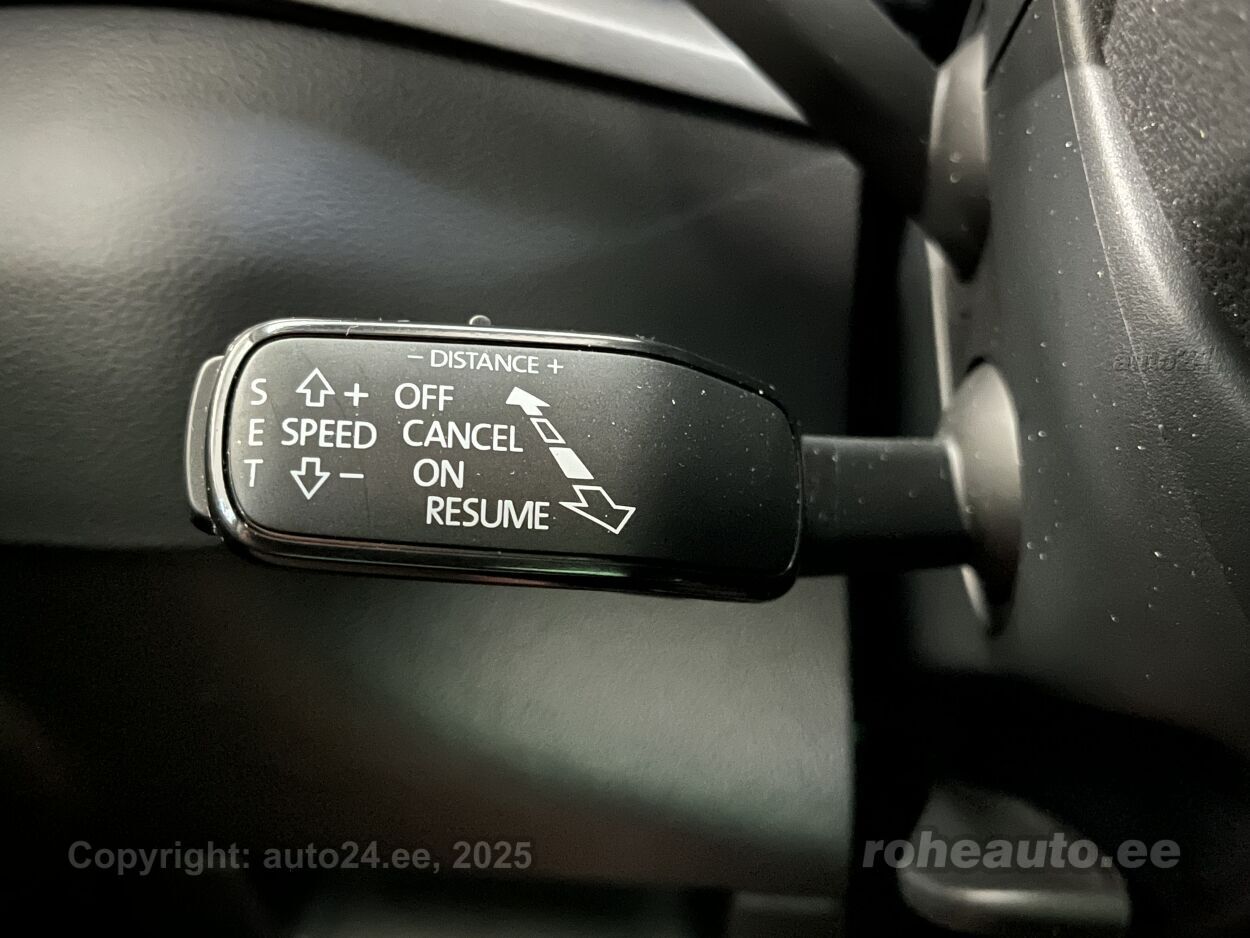 − DISTANCE +
S + OFF
E SPEED CANCEL
T − ON
RESUME
Copyright: auto24.ee, 2025
roheauto.ee